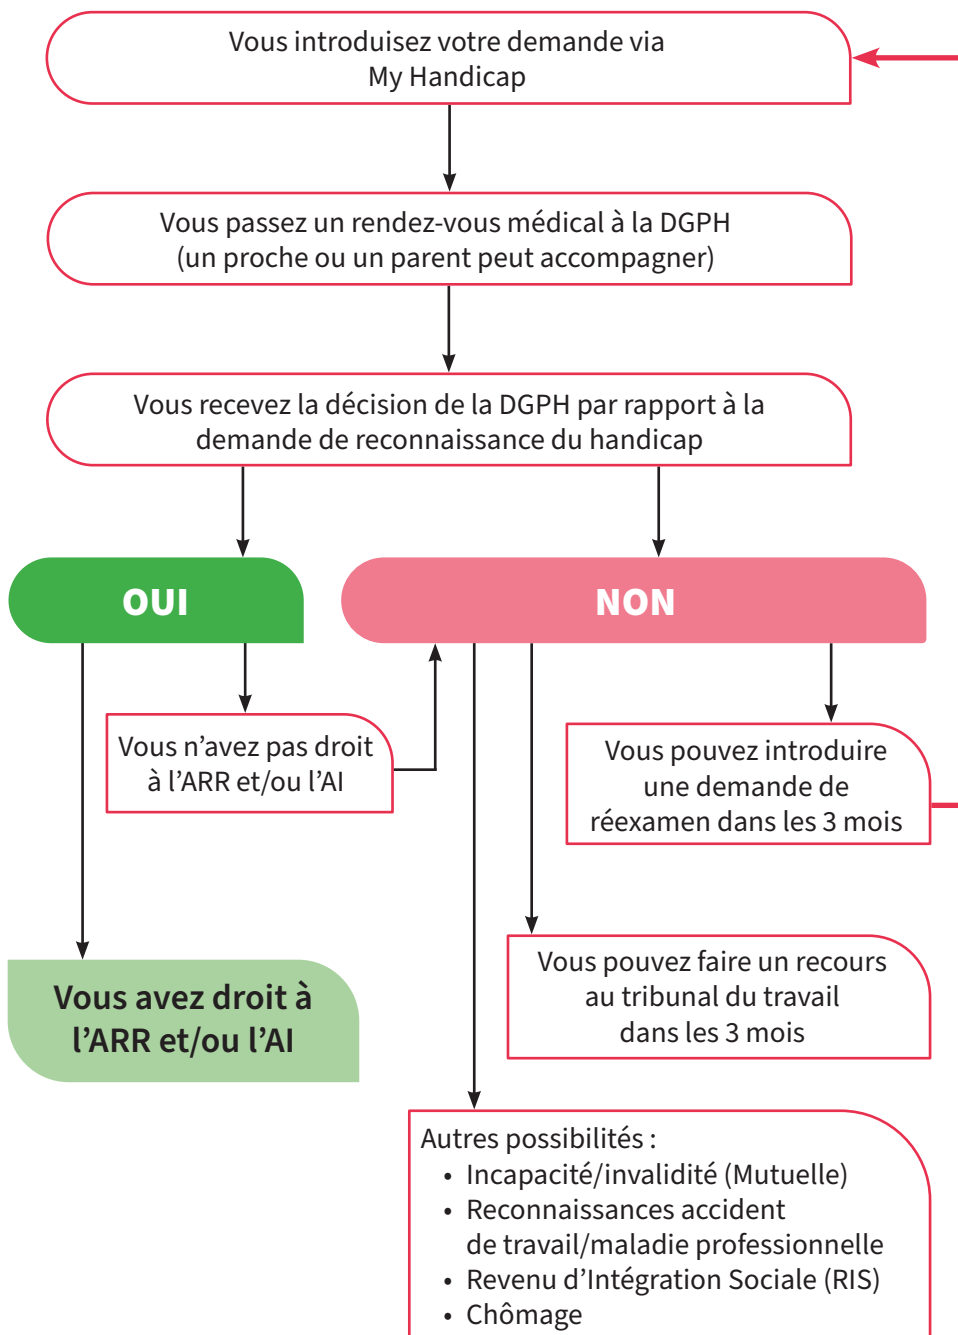 Vous introduisez votre demande via
My Handicap
Vous passez un rendez-vous médical à la DGPH
(un proche ou un parent peut accompagner)
Vous recevez la décision de la DGPH par rapport à la
demande de reconnaissance du handicap
OUI
NON
Vous n’avez pas droit
à l’ARR et/ou l’AI
Vous pouvez introduire
une demande de
réexamen dans les 3 mois
Vous avez droit à
l’ARR et/ou l’AI
Vous pouvez faire un recours
au tribunal du travail
dans les 3 mois
Autres possibilités :
• Incapacité/invalidité (Mutuelle)
• Reconnaissances accident
de travail/maladie professionnelle
• Revenu d’Intégration Sociale (RIS)
• Chômage